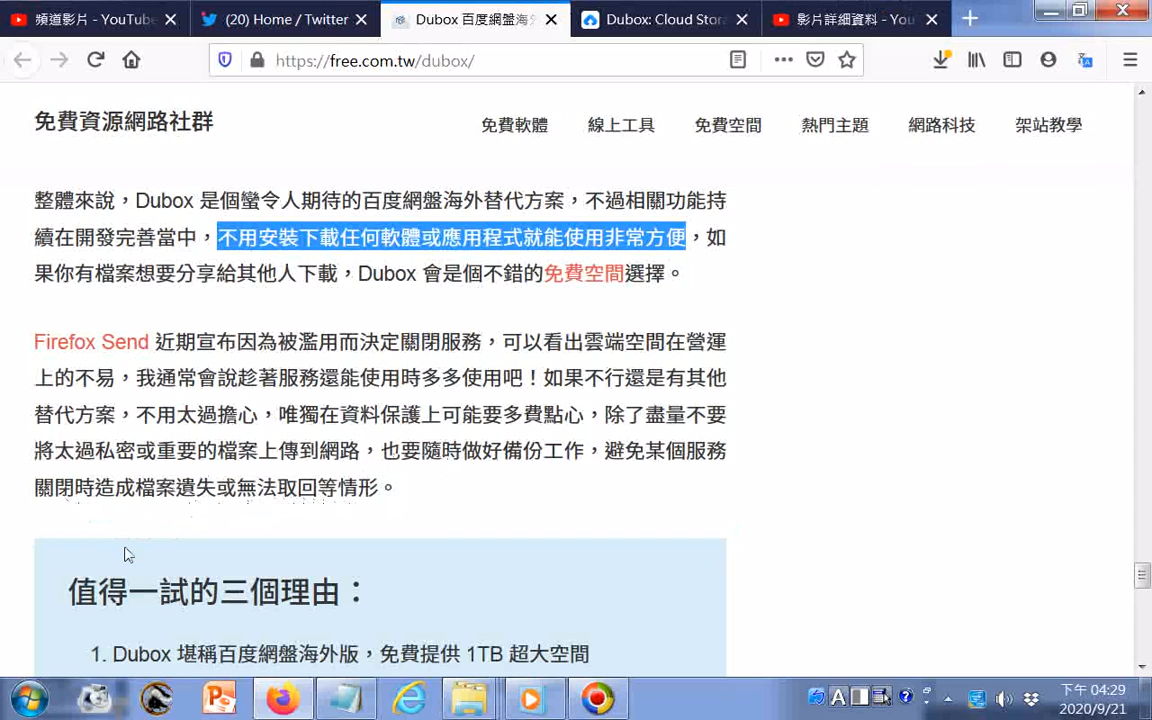 頻道影片 - YouTube
(20) Home / Twitter
Dubox 百度網盤海
Dubox: Cloud Stor
影片詳細資料 - You
https://free.com.tw/dubox/
免費資源網路社群
免費軟體 線上工具 免費空間 熱門主題 網路科技 架站教學
整體來說，Dubox 是個蠻令人期待的百度網盤海外替代方案，不過相關功能持
續在開發完善當中，不用安裝下載任何軟體或應用程式就能使用非常方便，如
果你有檔案想要分享給其他人下載，Dubox 會是個不錯的免費空間選擇。
Firefox Send 近期宣布因為被濫用而決定關閉服務，可以看出雲端空間在營運
上的不易，我通常會說趁著服務還能使用時多多使用吧！如果不行還是有其他
替代方案，不用太過擔心，唯獨在資料保護上可能要多費點心，除了盡量不要
將太過私密或重要的檔案上傳到網路，也要隨時做好備份工作，避免某個服務
關閉時造成檔案遺失或無法取回等情形。
值得一試的三個理由：
1. Dubox 堪稱百度網盤海外版，免費提供 1TB 超大空間
下午 04:29
2020/9/21